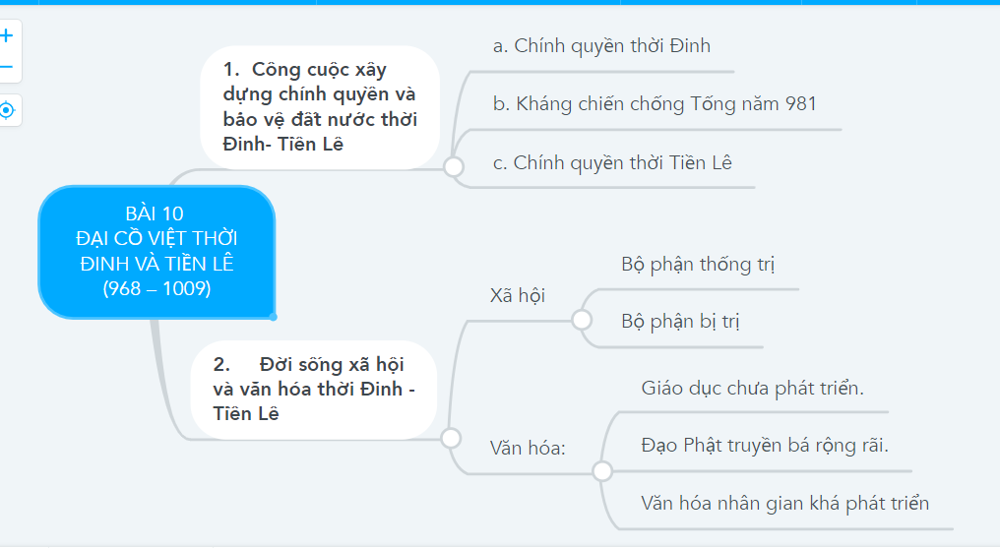 1. Công cuộc xây
dựng chính quyền và
bảo vệ đất nước thời
Đinh- Tiền Lê
a. Chính quyền thời Đinh
b. Kháng chiến chống Tống năm 981
c. Chính quyền thời Tiền Lê
BÀI 10
ĐẠI CỒ VIỆT THỜI
ĐINH VÀ TIỀN LÊ
(968 – 1009)
2. Đời sống xã hội
và văn hóa thời Đinh -
Tiền Lê
Xã hội
Bộ phận thống trị
Bộ phận bị trị
Văn hóa:
Giáo dục chưa phát triển.
Đạo Phật truyền bá rộng rãi.
Văn hóa nhân gian khá phát triển